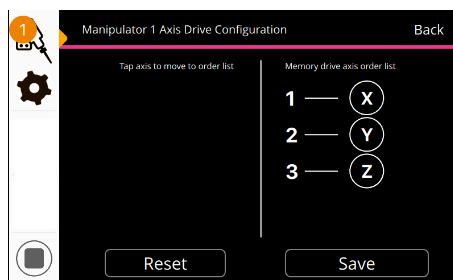 1
Manipulator 1 Axis Drive Configuration
Back
Tap axis to move to order list
Memory drive axis order list
1 X
2 Y
3 Z
Reset
Save